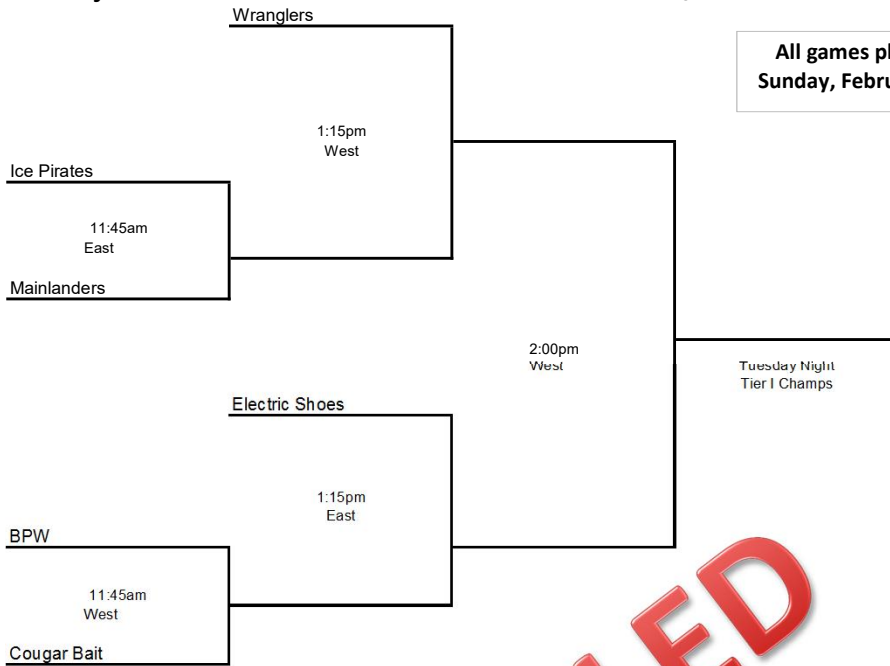 Wranglers
All games pl
Sunday, Febru
1:15pm
West
Ice Pirates
11:45am
East
Mainlanders
2:00pm
West
Tuesday Night
Tier I Champs
Electric Shoes
1:15pm
East
BPW
11:45am
West
Cougar Bait
LED